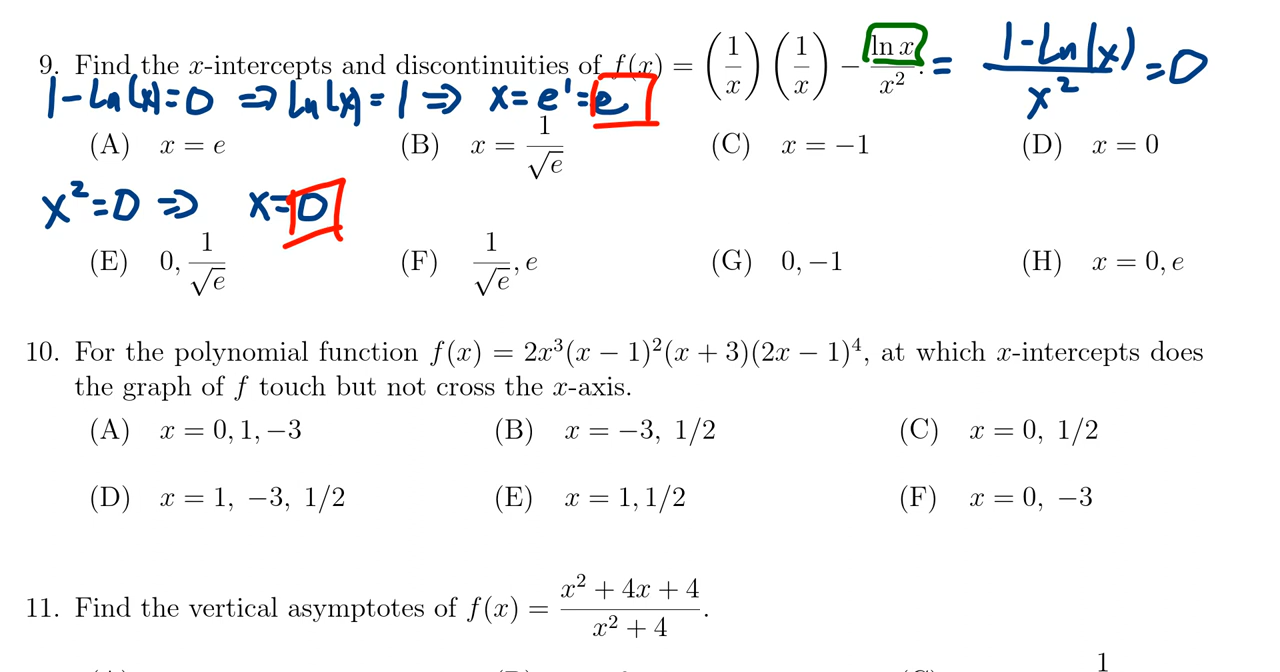 9. Find the x-intercepts and discontinuities of f(x) = (1/x)(1/x) − ln x/x². = (1-Ln(x))/x² = 0
1-Ln(x)=0 ⇒ Ln(x)=1 ⇒ x=e¹=e
(A) x = e (B) x = 1/√e (C) x = −1 (D) x = 0
x²=0 ⇒ x=0
(E) 0, 1/√e (F) 1/√e, e (G) 0, −1 (H) x = 0, e
10. For the polynomial function f(x) = 2x³(x − 1)²(x + 3)(2x − 1)⁴, at which x-intercepts does
the graph of f touch but not cross the x-axis.
(A) x = 0, 1, −3 (B) x = −3, 1/2 (C) x = 0, 1/2
(D) x = 1, −3, 1/2 (E) x = 1, 1/2 (F) x = 0, −3
11. Find the vertical asymptotes of f(x) = (x² + 4x + 4)/(x² + 4).
1